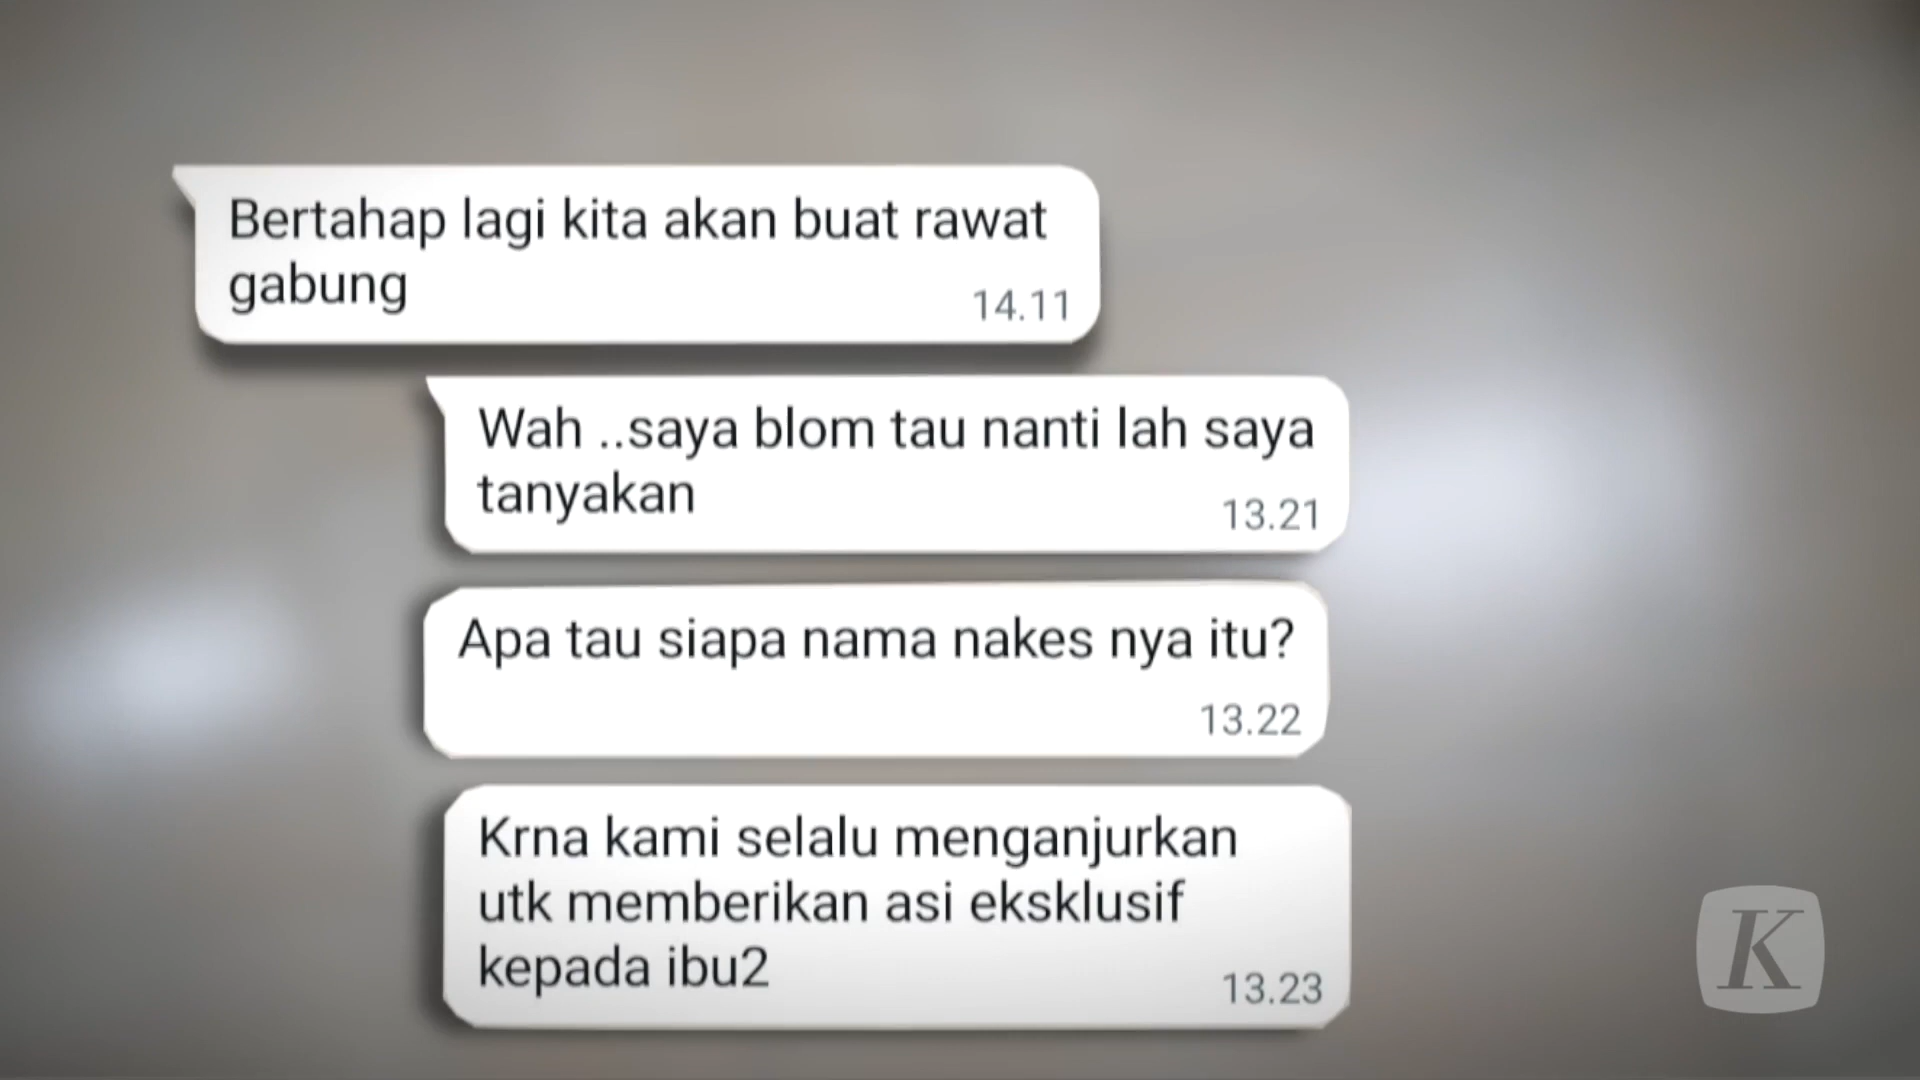 Bertahap lagi kita akan buat rawat
gabung
14.11
Wah ..saya blom tau nanti lah saya
tanyakan
13.21
Apa tau siapa nama nakes nya itu?
13.22
Krna kami selalu menganjurkan
utk memberikan asi eksklusif
kepada ibu2
13.23
K